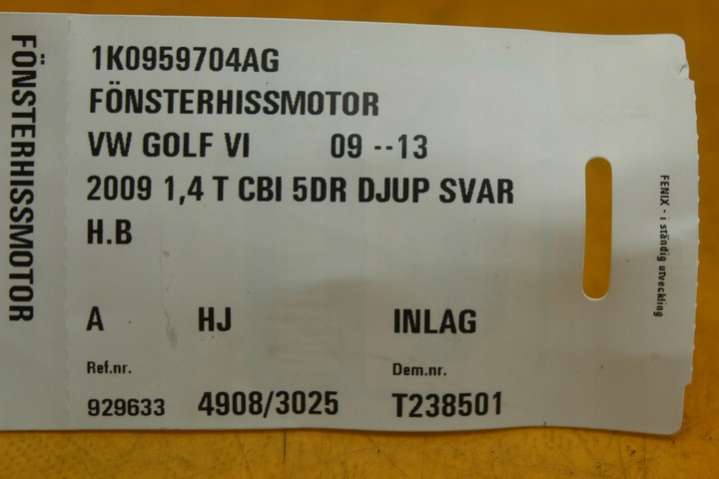 FÖNSTERHISSMOTOR
1K0959704AG
FÖNSTERHISSMOTOR
VW GOLF VI 09 --13
2009 1,4 T CBI 5DR DJUP SVAR
H.B
A HJ INLAG
Ref.nr. Dem.nr.
929633 4908/3025 T238501
FENIX - i ständig utveckling